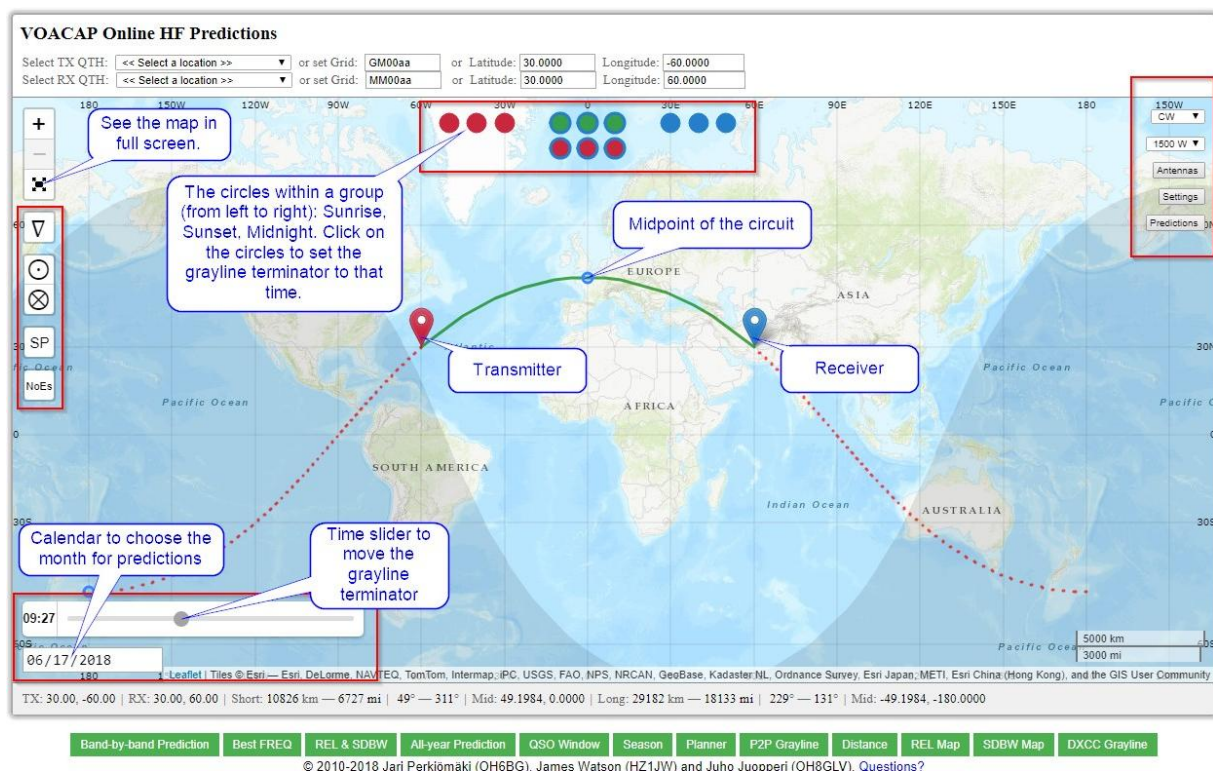 VOACAP Online HF Predictions
Select TX QTH: << Select a location >> or set Grid: GM00aa or Latitude: 30.0000 Longitude: -60.0000
Select RX QTH: << Select a location >> or set Grid: MM00aa or Latitude: 30.0000 Longitude: 60.0000
180 150W 120W 90W 60W 30W 0 30E 60E 90E 120E 150E 180 150W
+
−
See the map in
full screen.
CW
1500 W
Antennas
Settings
Predictions
The circles within a group
(from left to right): Sunrise,
Sunset, Midnight. Click on
the circles to set the
grayline terminator to that
time.
Midpoint of the circuit
EUROPE
ASIA
SP
NoEs
30N
Transmitter
Receiver
Atlantic
Pacific Ocean
Pacific Ocean
AFRICA
0
SOUTH AMERICA
Indian Ocean
AUSTRALIA
30S
Calendar to choose the
month for predictions
Time slider to
move the
grayline
terminator
09:27
60S
06/17/2018
Pacific Ocean
5000 km
3000 mi
180
Leaflet | Tiles © Esri — Esri, DeLorme, NAVTEQ, TomTom, Intermap, iPC, USGS, FAO, NPS, NRCAN, GeoBase, Kadaster NL, Ordnance Survey, Esri Japan, METI, Esri China (Hong Kong), and the GIS User Community
TX: 30.00, -60.00 | RX: 30.00, 60.00 | Short: 10826 km — 6727 mi | 49° — 311° | Mid: 49.1984, 0.0000 | Long: 29182 km — 18133 mi | 229° — 131° | Mid: -49.1984, -180.0000
Band-by-band Prediction Best FREQ REL & SDBW All-year Prediction QSO Window Season Planner P2P Grayline Distance REL Map SDBW Map DXCC Grayline
© 2010-2018 Jari Perkiömäki (OH6BG), James Watson (HZ1JW) and Juho Juopperi (OH8GLV). Questions?